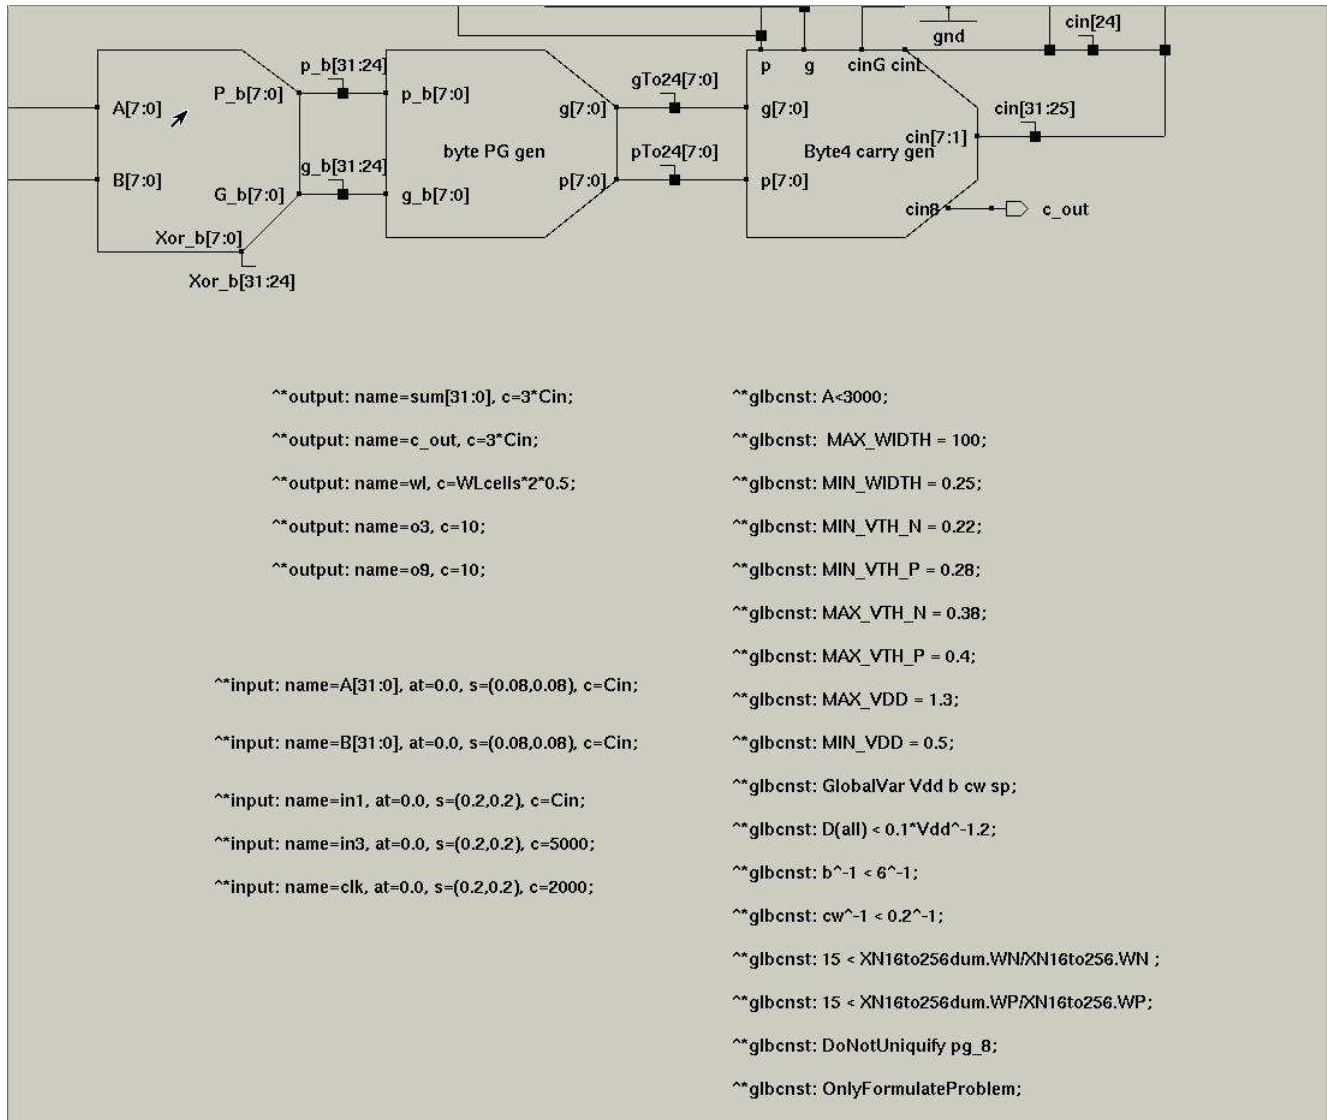 cin[24]
gnd
p g cinG cinL
p_b[31:24]
P_b[7:0]
p_b[7:0]
A[7:0]
g[7:0]
gTo24[7:0]
g[7:0]
cin[31:25]
cin[7:1]
byte PG gen
Byte4 carry gen
g_b[31:24]
pTo24[7:0]
B[7:0]
G_b[7:0]
g_b[7:0]
p[7:0]
p[7:0]
cin8
c_out
Xor_b[7:0]
Xor_b[31:24]
^*output: name=sum[31:0], c=3*Cin;
^*output: name=c_out, c=3*Cin;
^*output: name=wl, c=WLcells*2*0.5;
^*output: name=o3, c=10;
^*output: name=o9, c=10;
^*input: name=A[31:0], at=0.0, s=(0.08,0.08), c=Cin;
^*input: name=B[31:0], at=0.0, s=(0.08,0.08), c=Cin;
^*input: name=in1, at=0.0, s=(0.2,0.2), c=Cin;
^*input: name=in3, at=0.0, s=(0.2,0.2), c=5000;
^*input: name=clk, at=0.0, s=(0.2,0.2), c=2000;
^*glbcnst: A<3000;
^*glbcnst: MAX_WIDTH = 100;
^*glbcnst: MIN_WIDTH = 0.25;
^*glbcnst: MIN_VTH_N = 0.22;
^*glbcnst: MIN_VTH_P = 0.28;
^*glbcnst: MAX_VTH_N = 0.38;
^*glbcnst: MAX_VTH_P = 0.4;
^*glbcnst: MAX_VDD = 1.3;
^*glbcnst: MIN_VDD = 0.5;
^*glbcnst: GlobalVar Vdd b cw sp;
^*glbcnst: D(all) < 0.1*Vdd^-1.2;
^*glbcnst: b^-1 < 6^-1;
^*glbcnst: cw^-1 < 0.2^-1;
^*glbcnst: 15 < XN16to256dum.WN/XN16to256.WN ;
^*glbcnst: 15 < XN16to256dum.WP/XN16to256.WP;
^*glbcnst: DoNotUniquify pg_8;
^*glbcnst: OnlyFormulateProblem;